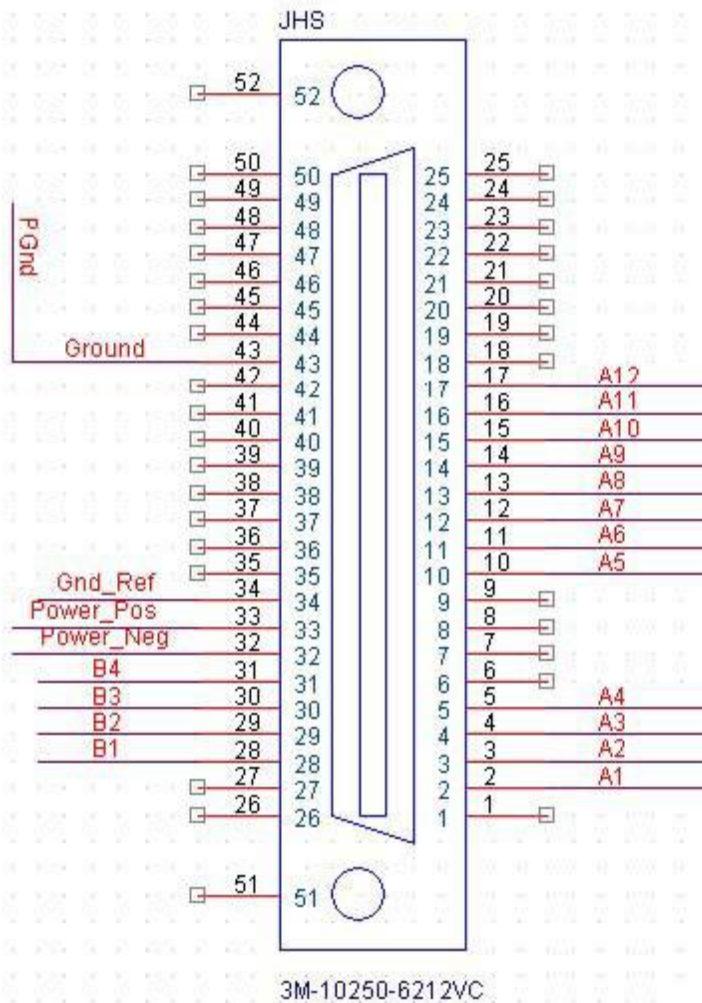 JHS
52 52
50 50 25 25
49 49 24 24
48 48 23 23
47 47 22 22
PGnd
46 46 21 21
45 45 20 20
44 44 19 19
Ground 43 43 18 18
42 42 17 17 A12
41 41 16 16 A11
40 40 15 15 A10
39 39 14 14 A9
38 38 13 13 A8
37 37 12 12 A7
36 36 11 11 A6
35 35 10 10 A5
Gnd_Ref 34 34 9 9
Power_Pos 33 33 8 8
Power_Neg 32 32 7 7
B4 31 31 6 6
B3 30 30 5 5 A4
B2 29 29 4 4 A3
B1 28 28 3 3 A2
27 27 2 2 A1
26 26 1 1
51 51
3M-10250-6212VC